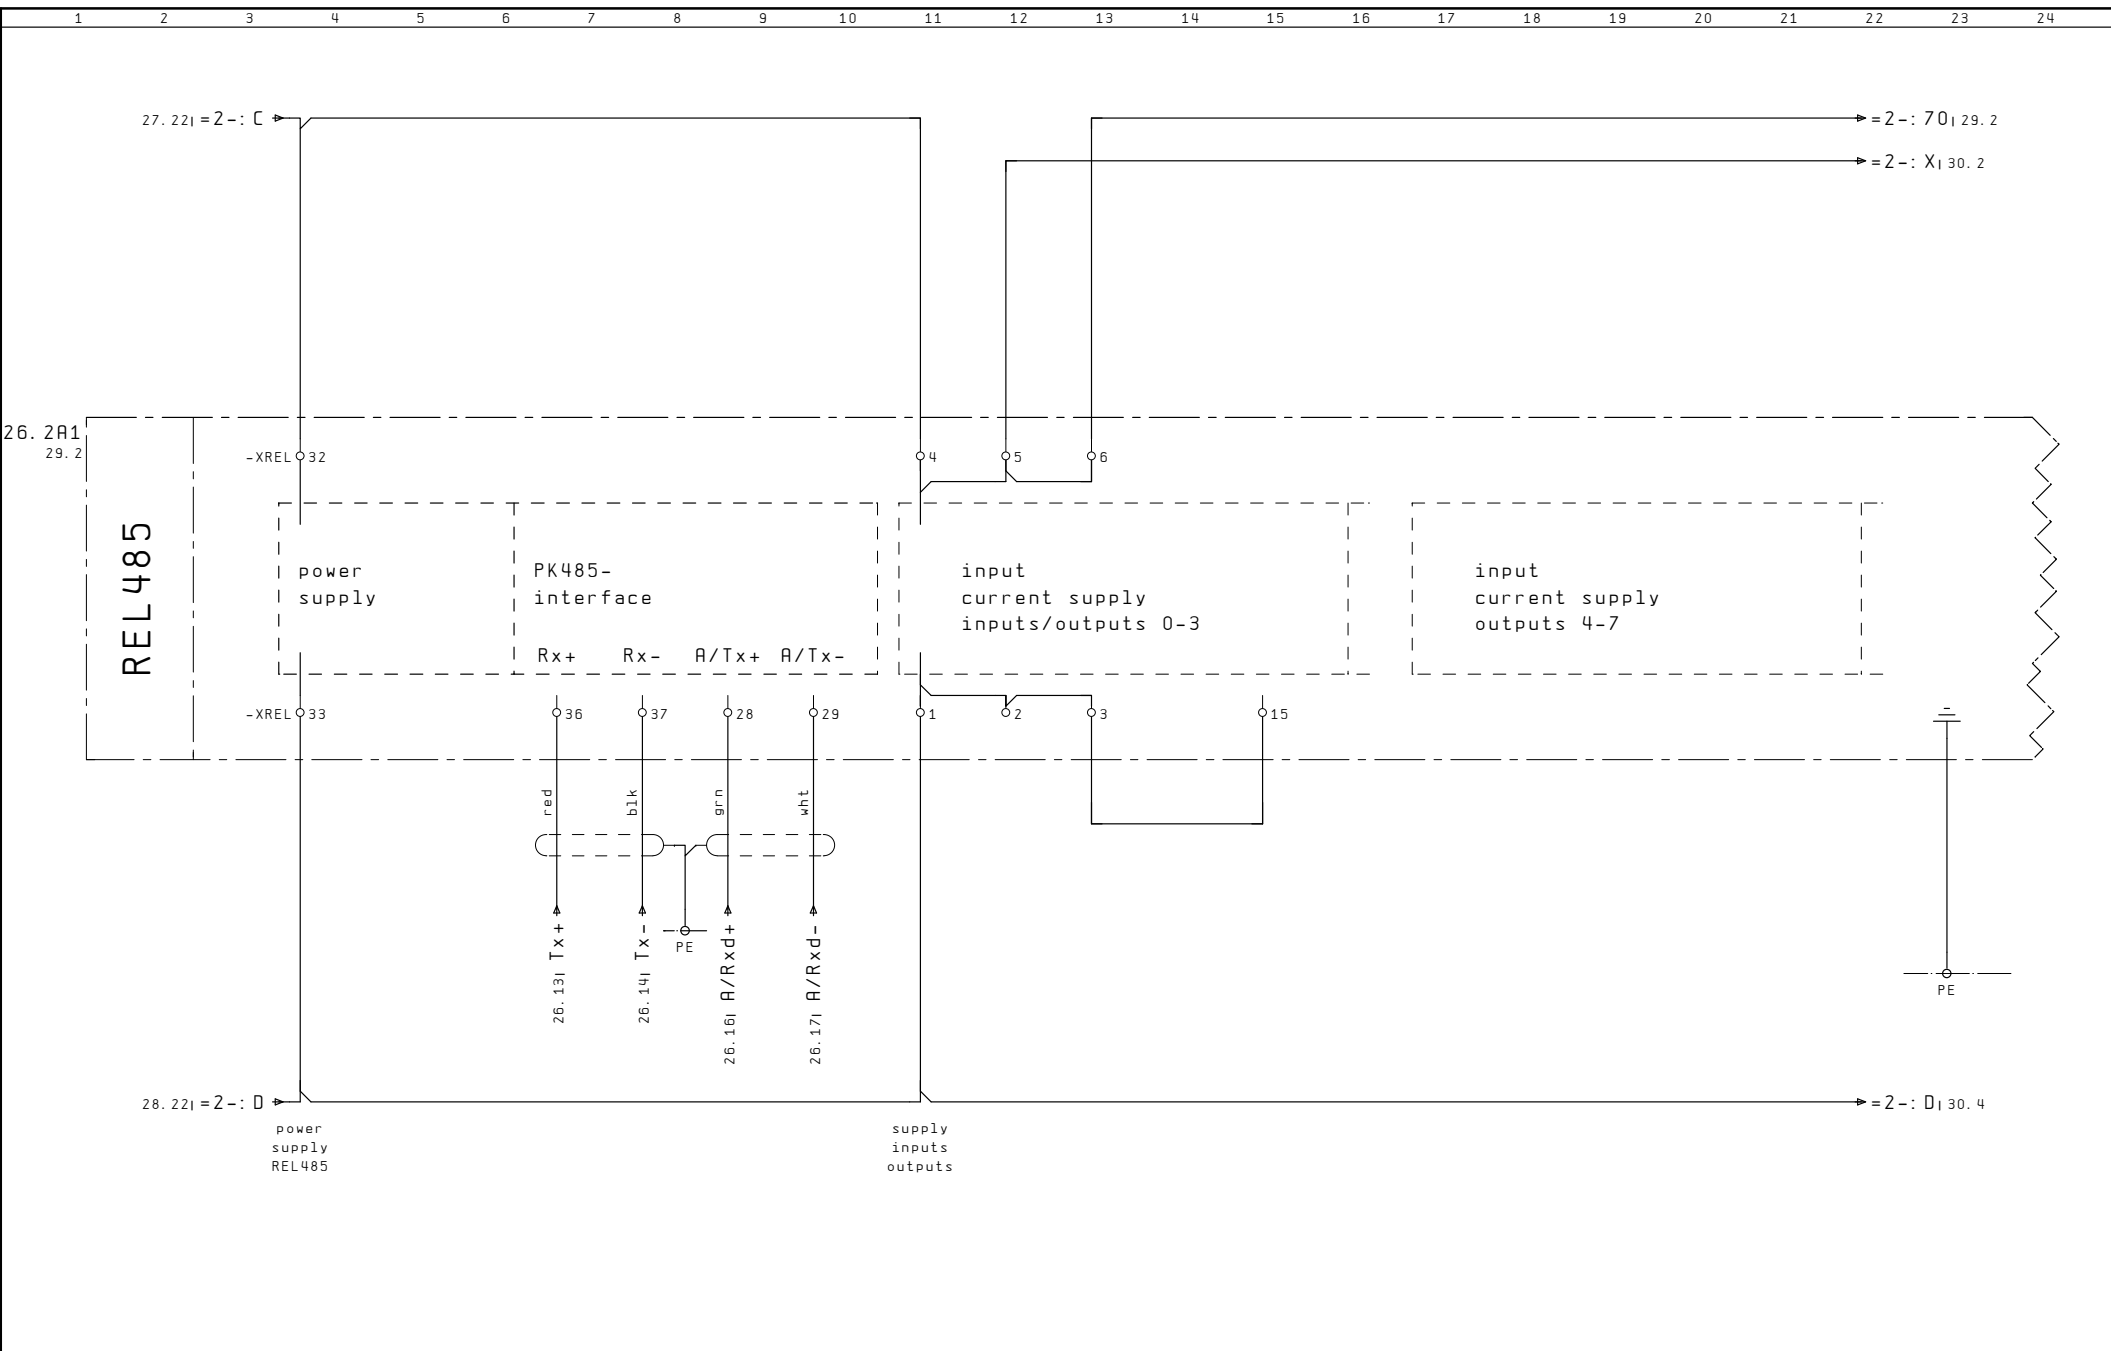 1 2 3 4 5 6 7 8 9 10 11 12 13 14 15 16 17 18 19 20 21 22 23 24
27.22 =2-:C
=2-:70 29.2
=2-:X 30.2
26.2A1
29.2
-XREL 32 4 5 6
REL485
power
supply
PK485-
interface
Rx+ Rx- A/Tx+ A/Tx-
input
current supply
inputs/outputs 0-3
input
current supply
outputs 4-7
-XREL 33 36 37 28 29 1 2 3 15
red blk grn wht
26.13 Tx+
26.14 Tx-
PE
26.16 A/Rxd+
26.17 A/Rxd-
PE
28.22 =2-:D
=2-:D 30.4
power
supply
REL485
supply
inputs
outputs